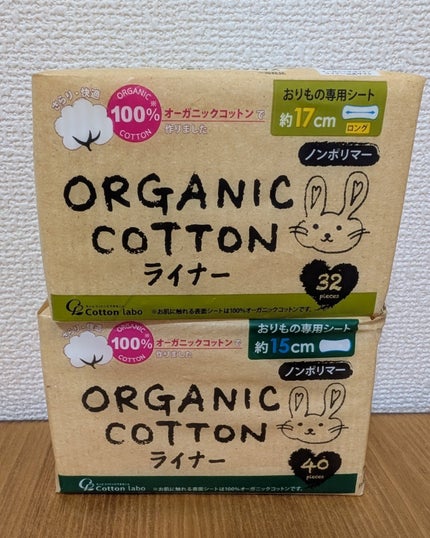 さらり・快適
ORGANIC※
100%
COTTON
オーガニックコットンで
作りました
おりもの専用シート
約17cm
ロング
ノンポリマー
ORGANIC
COTTON
ライナー
32
pieces
Cotton labo
※お肌に触れる表面シートは100%オーガニックコットンです。
ORGANIC
100%
COTTON
オーガニックコットンで
作りました
おりもの専用シート
約15cm
ノンポリマー
ORGANIC
COTTON
ライナー
40
pieces
Cotton labo
※お肌に触れる表面シートは100%オーガニックコットンです。